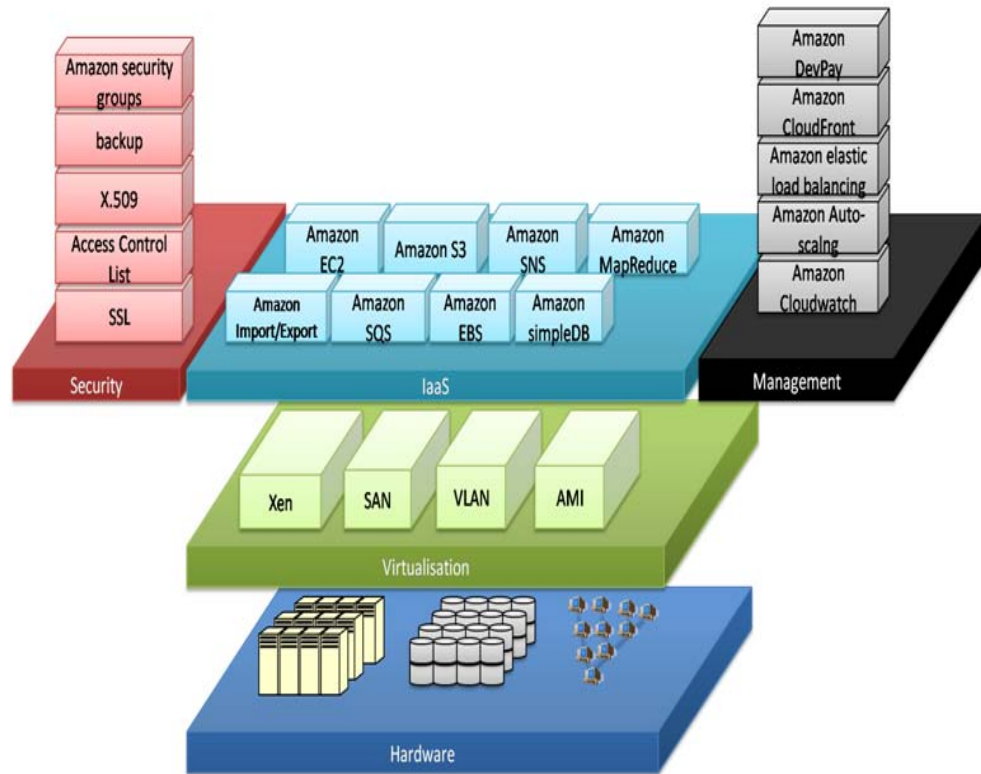 Amazon security
groups
backup
X.509
Access Control
List
SSL
Security
Amazon
EC2
Amazon S3
Amazon
SNS
Amazon
MapReduce
Amazon
Import/Export
Amazon
SQS
Amazon
EBS
Amazon
simpleDB
IaaS
Amazon
DevPay
Amazon
CloudFront
Amazon elastic
load balancing
Amazon Auto-
scalng
Amazon
Cloudwatch
Management
Xen
SAN
VLAN
AMI
Virtualisation
Hardware